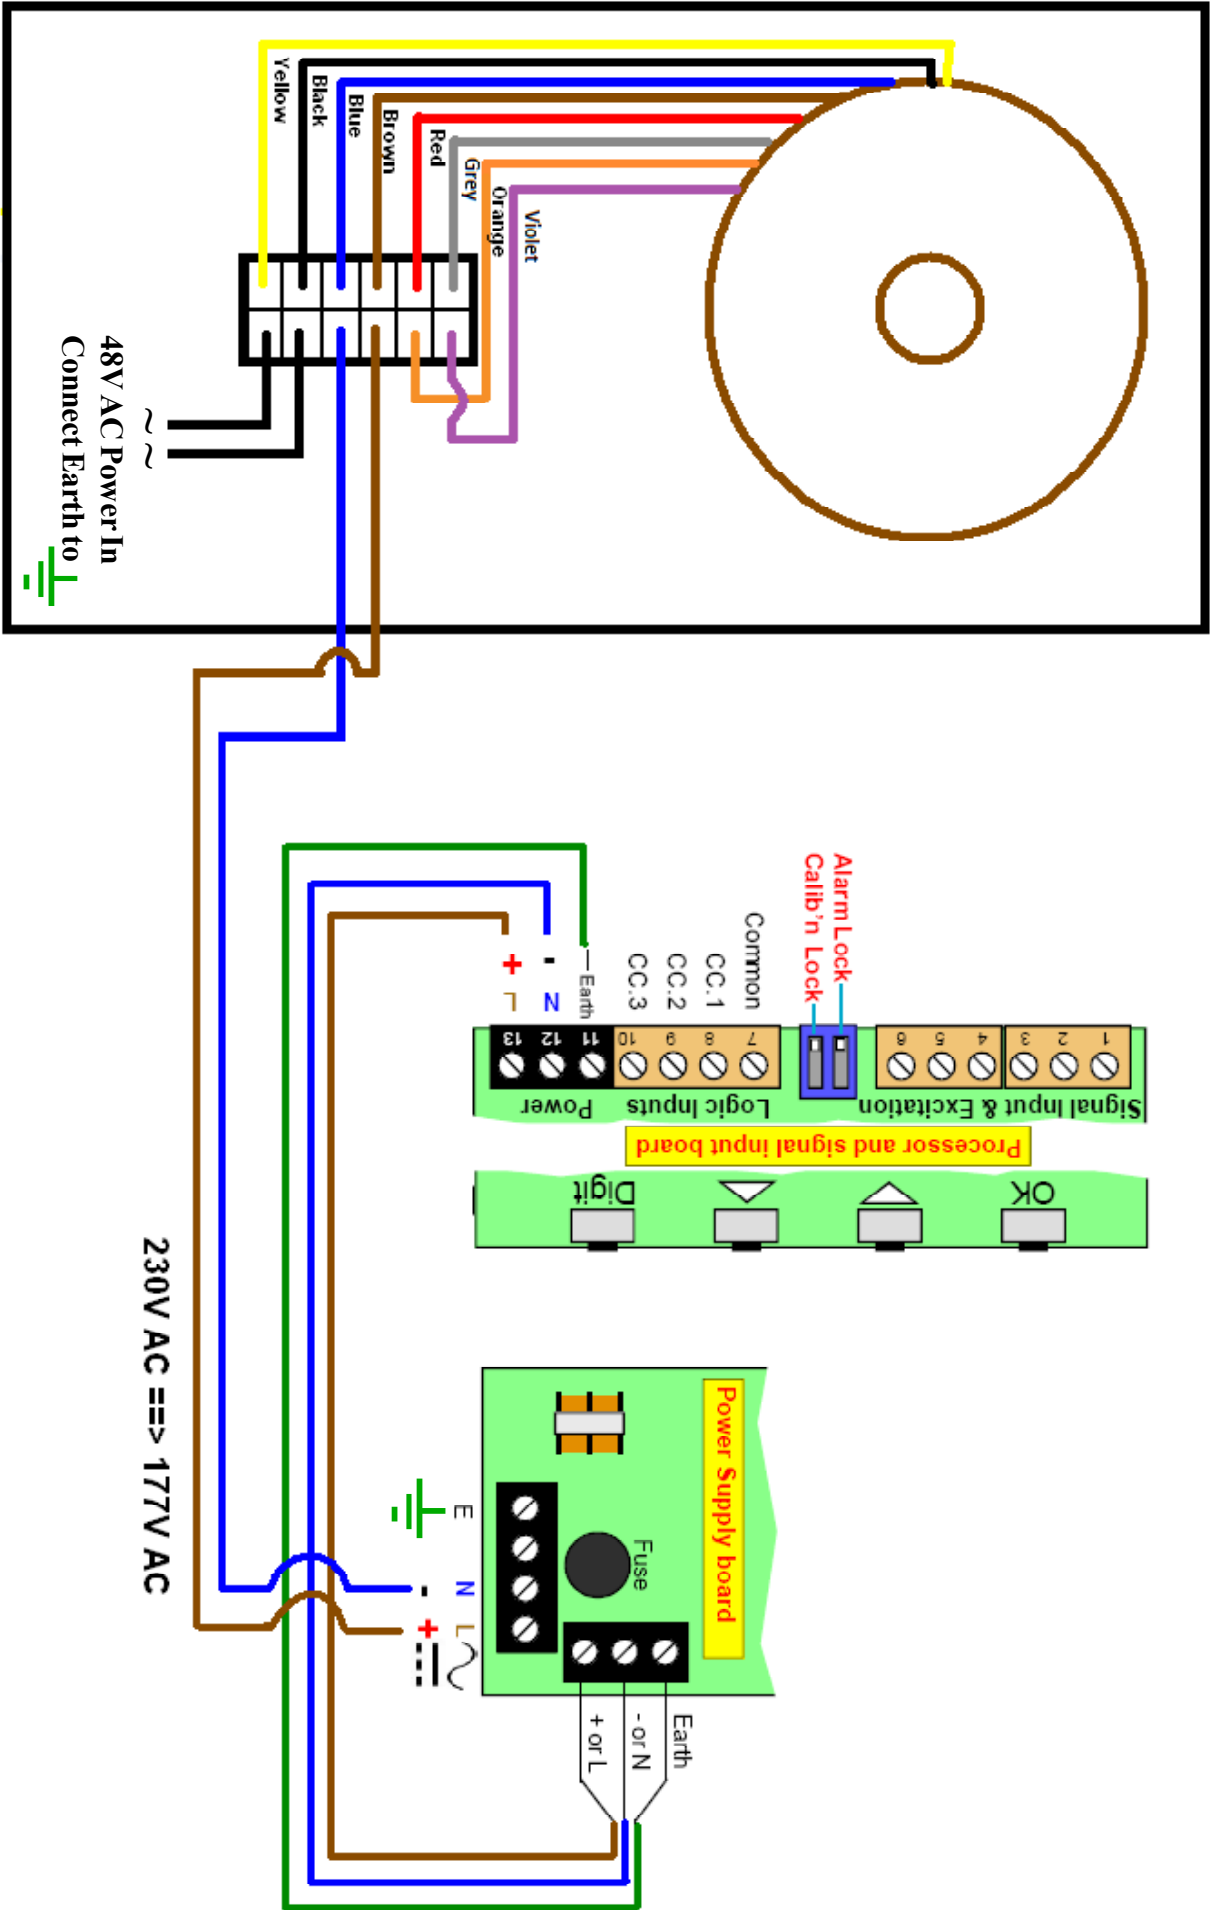 Yellow
Black
Blue
Brown
Red
Grey
Orange
Violet
48V AC Power In
Connect Earth to
~ ~
Alarm Lock
Calib'n Lock
Common
CC.1
CC.2
CC.3
Earth
- N
+ L
1 2 3 4 5 6 7 8 9 10 11 12 13
Signal Input & Excitation
Logic Inputs
Power
Processor and signal input board
OK
Digit
230V AC ==> 177V AC
Power Supply board
Fuse
E
N -
L +
Earth
- or N
+ or L